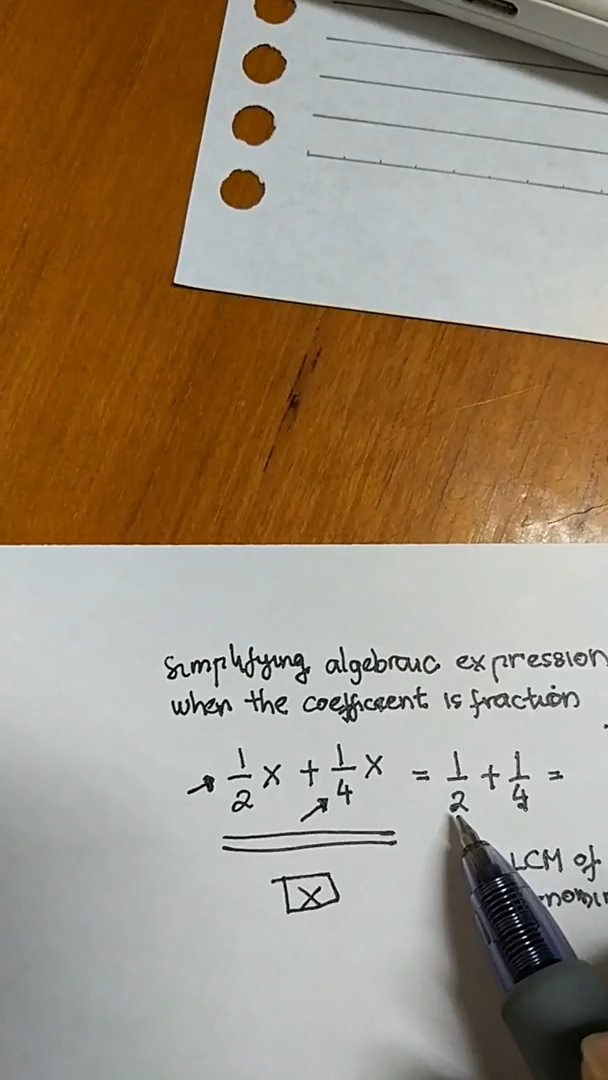 Simplifying algebraic expression
when the coefficient is fraction
1/2 x + 1/4 x = 1/2 + 1/4 =
LCM of
x